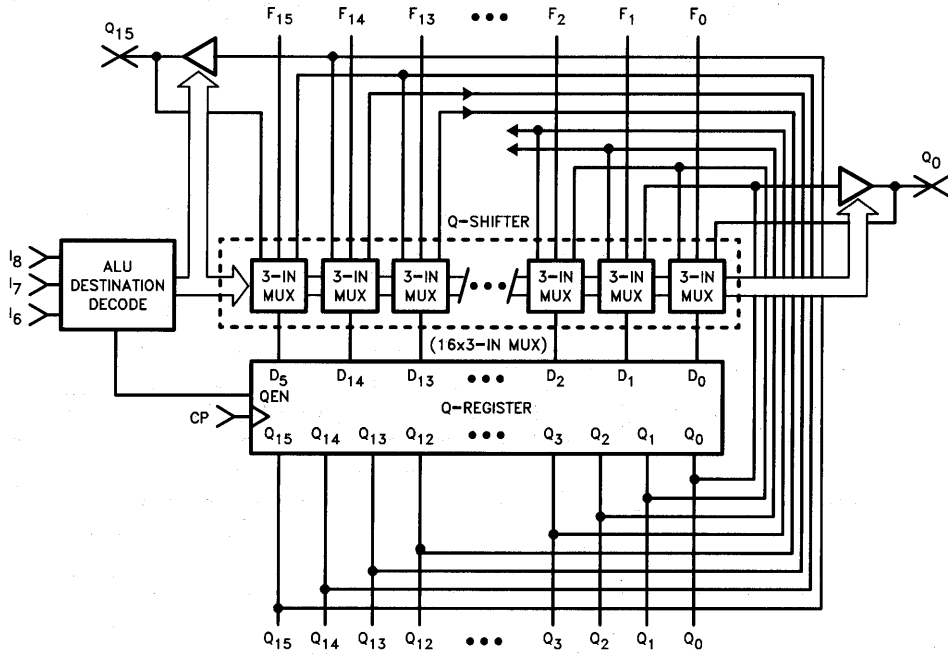 F15 F14 F13 ••• F2 F1 F0
Q15
Q0
Q-SHIFTER
I8
I7
I6
ALU
DESTINATION
DECODE
3-IN
MUX
3-IN
MUX
3-IN
MUX
•••
3-IN
MUX
3-IN
MUX
3-IN
MUX
(16x3-IN MUX)
D5 D14 D13 ••• D2 D1 D0
QEN
Q-REGISTER
CP
Q15 Q14 Q13 Q12 ••• Q3 Q2 Q1 Q0
Q15 Q14 Q13 Q12 ••• Q3 Q2 Q1 Q0